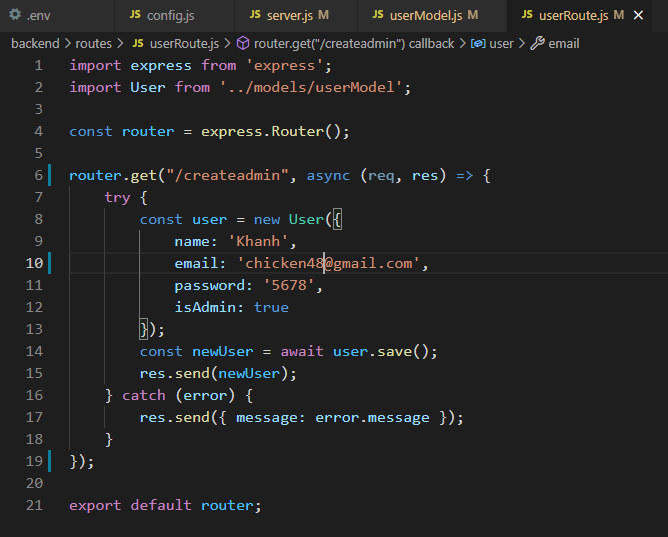 .env JS config.js JS server.js M JS userModel.js M JS userRoute.js M ×
backend > routes > JS userRoute.js > router.get("/createadmin") callback > user > email
1 import express from 'express';
2 import User from '../models/userModel';
3
4 const router = express.Router();
5
6 router.get("/createadmin", async (req, res) => {
7 try {
8 const user = new User({
9 name: 'Khanh',
10 email: 'chicken48@gmail.com',
11 password: '5678',
12 isAdmin: true
13 });
14 const newUser = await user.save();
15 res.send(newUser);
16 } catch (error) {
17 res.send({ message: error.message });
18 }
19 });
20
21 export default router;